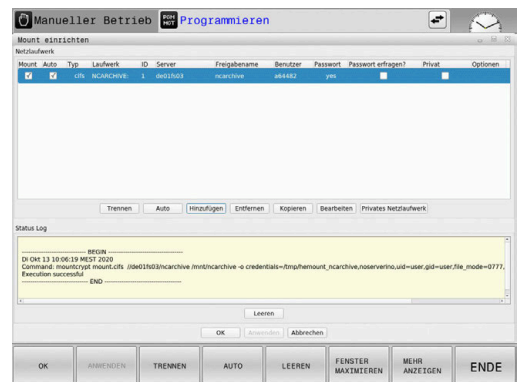 Manueller Betrieb PGM MGT Programmieren
Mount einrichten
Netzlaufwerk
Mount Auto Typ Laufwerk ID Server Freigabename Benutzer Passwort Passwort erfragen? Privat Optionen
cifs NCARCHIVE: 1 de01fs03 ncarchive a64482 yes
Trennen Auto Hinzufügen Entfernen Kopieren Bearbeiten Privates Netzlaufwerk
Status Log
------------------------ BEGIN ------------------------
Di Okt 13 10:06:19 MEST 2020
Command: mountcrypt mount.cifs //de01fs03/ncarchive /mnt/ncarchive -o credentials=/tmp/hemount_ncarchive,noserverino,uid=user,gid=user,file_mode=0777,
Execution successful
------------------------ END ------------------------
Leeren
OK Anwenden Abbrechen
OK ANWENDEN TRENNEN AUTO LEEREN FENSTER MAXIMIEREN MEHR ANZEIGEN ENDE